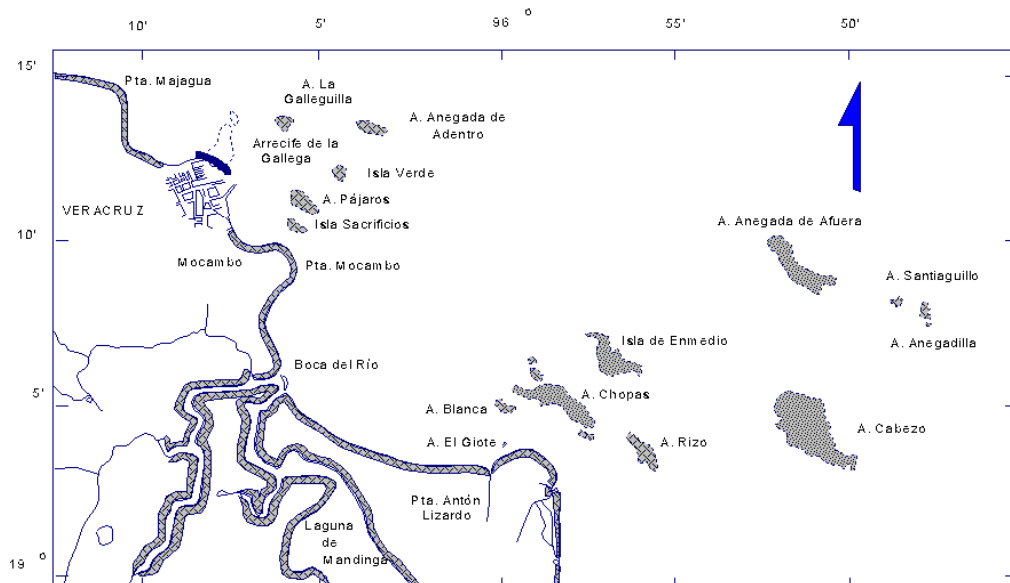 10'
5'
96 °
55'
50'
15'
Pta. Majagua
A. La
Galleguilla
A. Anegada de
Adentro
Arrecife de la
Gallega
Isla Verde
A. Pájaros
VERACRUZ
Isla Sacrificios
A. Anegada de Afuera
10'
Mocambo
Pta. Mocambo
A. Santiaguillo
Isla de Enmedio
A. Anegadilla
Boca del Río
5'
A. Chopas
A. Blanca
A. Cabezo
A. El Giote
A. Rizo
Pta. Antón
Lizardo
Laguna
de
Mandinga
19 °